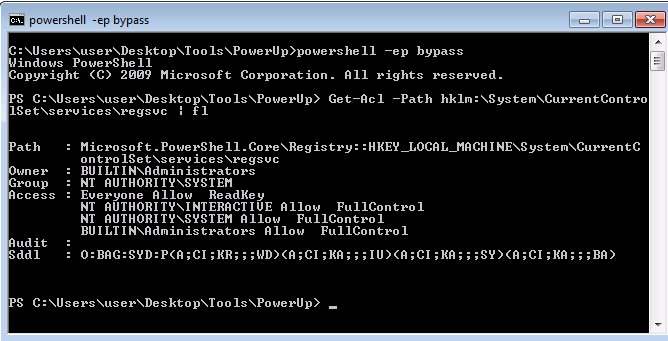 powershell -ep bypass
C:\Users\user\Desktop\Tools\PowerUp>powershell -ep bypass
Windows PowerShell
Copyright (C) 2009 Microsoft Corporation. All rights reserved.
PS C:\Users\user\Desktop\Tools\PowerUp> Get-Acl -Path hklm:\System\CurrentContro
lSet\services\regsvc | fl
Path   : Microsoft.PowerShell.Core\Registry::HKEY_LOCAL_MACHINE\System\CurrentC
         ontrolSet\services\regsvc
Owner  : BUILTIN\Administrators
Group  : NT AUTHORITY\SYSTEM
Access : Everyone Allow  ReadKey
         NT AUTHORITY\INTERACTIVE Allow  FullControl
         NT AUTHORITY\SYSTEM Allow  FullControl
         BUILTIN\Administrators Allow  FullControl
Audit  :
Sddl   : O:BAG:SYD:P(A;CI;KR;;;WD)(A;CI;KA;;;IU)(A;CI;KA;;;SY)(A;CI;KA;;;BA)
PS C:\Users\user\Desktop\Tools\PowerUp> _